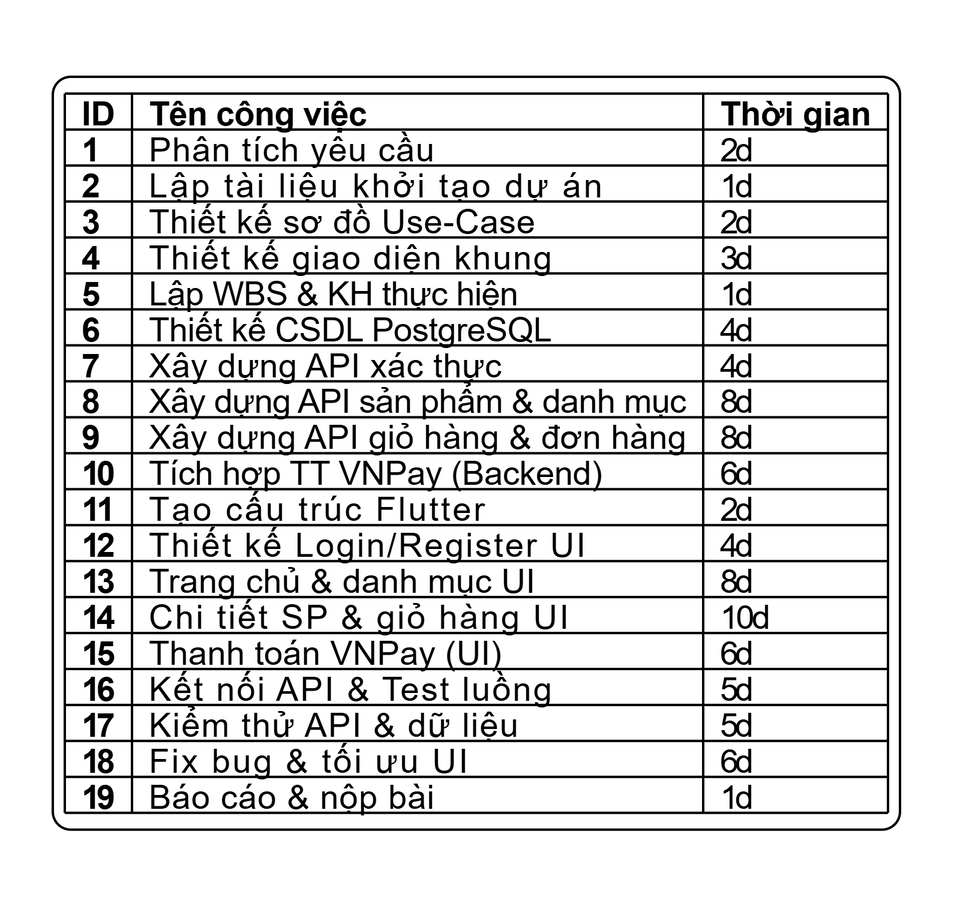 ID Tên công việc Thời gian
1 Phân tích yêu cầu 2d
2 Lập tài liệu khởi tạo dự án 1d
3 Thiết kế sơ đồ Use-Case 2d
4 Thiết kế giao diện khung 3d
5 Lập WBS & KH thực hiện 1d
6 Thiết kế CSDL PostgreSQL 4d
7 Xây dựng API xác thực 4d
8 Xây dựng API sản phẩm & danh mục 8d
9 Xây dựng API giỏ hàng & đơn hàng 8d
10 Tích hợp TT VNPay (Backend) 6d
11 Tạo cấu trúc Flutter 2d
12 Thiết kế Login/Register UI 4d
13 Trang chủ & danh mục UI 8d
14 Chi tiết SP & giỏ hàng UI 10d
15 Thanh toán VNPay (UI) 6d
16 Kết nối API & Test luồng 5d
17 Kiểm thử API & dữ liệu 5d
18 Fix bug & tối ưu UI 6d
19 Báo cáo & nộp bài 1d